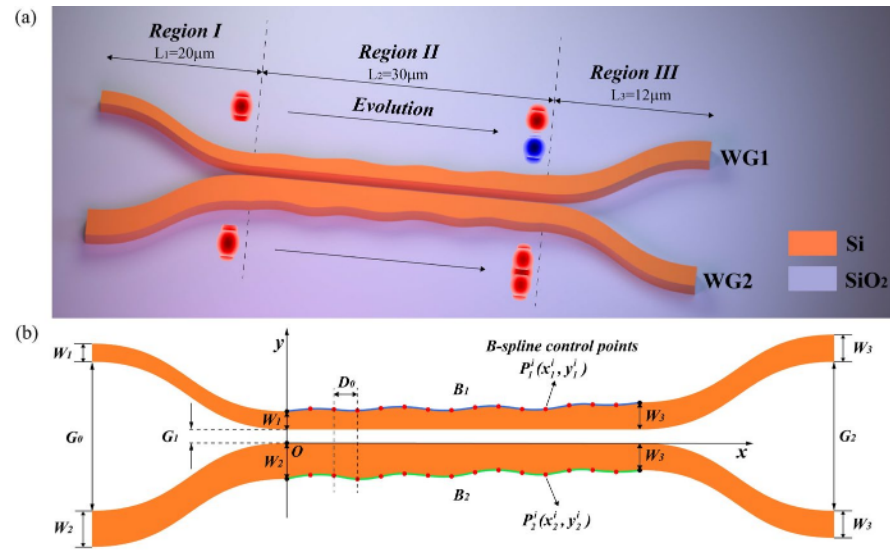 (a)
Region I
L₁=20μm
Region II
L₂=30μm
Region III
L₃=12μm
Evolution
WG1
WG2
Si
SiO₂
(b)
y
B-spline control points
P₁ⁱ(x₁ⁱ, y₁ⁱ)
W₁
D₀
B₁
W₃
W₁
W₃
G₀
G₁
O
x
G₂
W₂
W₃
B₂
W₂
P₂ⁱ(x₂ⁱ, y₂ⁱ)
W₃